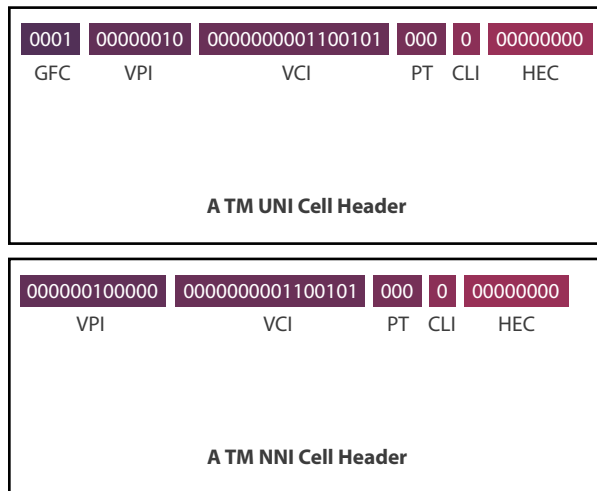 0001 00000010 0000000001100101 000 0 00000000
GFC VPI VCI PT CLI HEC
A TM UNI Cell Header
000000100000 0000000001100101 000 0 00000000
VPI VCI PT CLI HEC
A TM NNI Cell Header